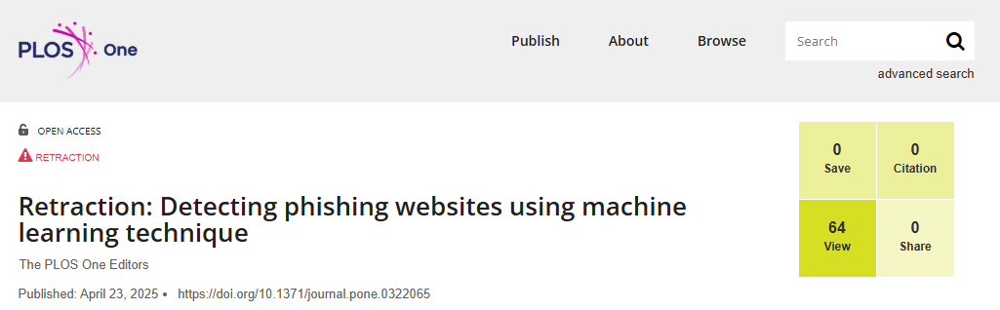 PLOS One
Publish
About
Browse
Search
advanced search
OPEN ACCESS
RETRACTION
Retraction: Detecting phishing websites using machine
learning technique
The PLOS One Editors
Published: April 23, 2025 • https://doi.org/10.1371/journal.pone.0322065
0
Save
0
Citation
64
View
0
Share